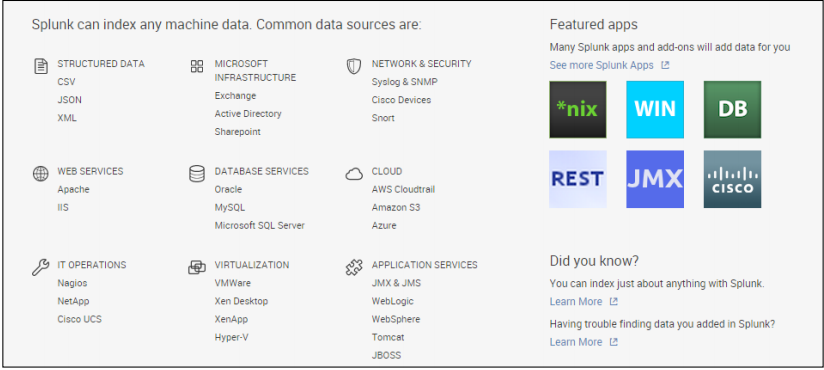 Splunk can index any machine data. Common data sources are:
STRUCTURED DATA
CSV
JSON
XML
MICROSOFT
INFRASTRUCTURE
Exchange
Active Directory
Sharepoint
NETWORK & SECURITY
Syslog & SNMP
Cisco Devices
Snort
WEB SERVICES
Apache
IIS
DATABASE SERVICES
Oracle
MySQL
Microsoft SQL Server
CLOUD
AWS Cloudtrail
Amazon S3
Azure
IT OPERATIONS
Nagios
NetApp
Cisco UCS
VIRTUALIZATION
VMWare
Xen Desktop
XenApp
Hyper-V
APPLICATION SERVICES
JMX & JMS
WebLogic
WebSphere
Tomcat
JBOSS
Featured apps
Many Splunk apps and add-ons will add data for you
See more Splunk Apps
*nix
WIN
DB
REST
JMX
CISCO
Did you know?
You can index just about anything with Splunk.
Learn More
Having trouble finding data you added in Splunk?
Learn More